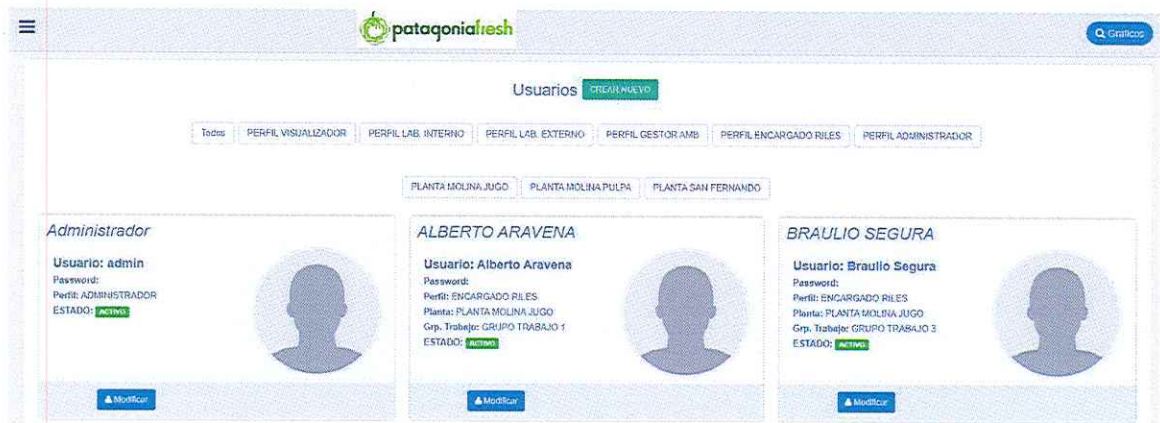 patagoniafresh
Gráficos
Usuarios CREAR NUEVO
Todos PERFIL VISUALIZADOR PERFIL LAB. INTERNO PERFIL LAB. EXTERNO PERFIL GESTOR AMB PERFIL ENCARGADO RILES PERFIL ADMINISTRADOR
PLANTA MOLINA JUGO PLANTA MOLINA PULPA PLANTA SAN FERNANDO
Administrador
Usuario: admin
Password:
Perfil: ADMINISTRADOR
ESTADO: ACTIVO
Modificar
ALBERTO ARAVENA
Usuario: Alberto Aravena
Password:
Perfil: ENCARGADO RILES
Planta: PLANTA MOLINA JUGO
Grp. Trabajo: GRUPO TRABAJO 1
ESTADO: ACTIVO
Modificar
BRAULIO SEGURA
Usuario: Braulio Segura
Password:
Perfil: ENCARGADO RILES
Planta: PLANTA MOLINA JUGO
Grp. Trabajo: GRUPO TRABAJO 3
ESTADO: ACTIVO
Modificar